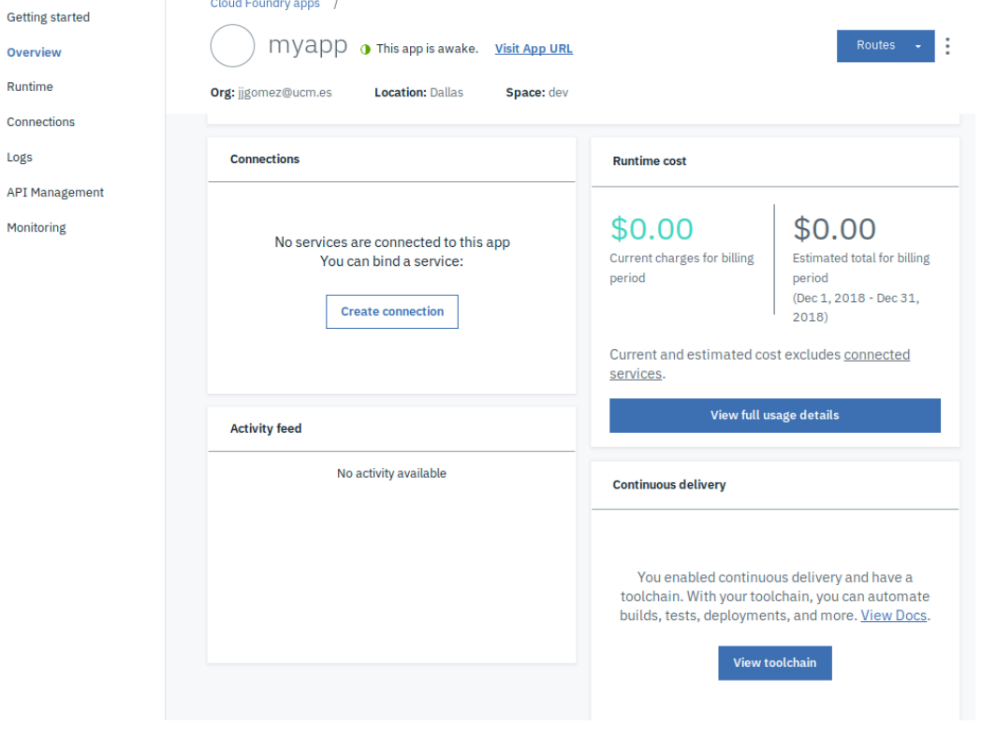 Getting started
Overview
Runtime
Connections
Logs
API Management
Monitoring
Cloud Foundry apps /
myapp This app is awake. Visit App URL
Routes
Org: jjgomez@ucm.es Location: Dallas Space: dev
Connections
No services are connected to this app
You can bind a service:
Create connection
Activity feed
No activity available
Runtime cost
$0.00
Current charges for billing
period
$0.00
Estimated total for billing
period
(Dec 1, 2018 - Dec 31,
2018)
Current and estimated cost excludes connected
services.
View full usage details
Continuous delivery
You enabled continuous delivery and have a
toolchain. With your toolchain, you can automate
builds, tests, deployments, and more. View Docs.
View toolchain